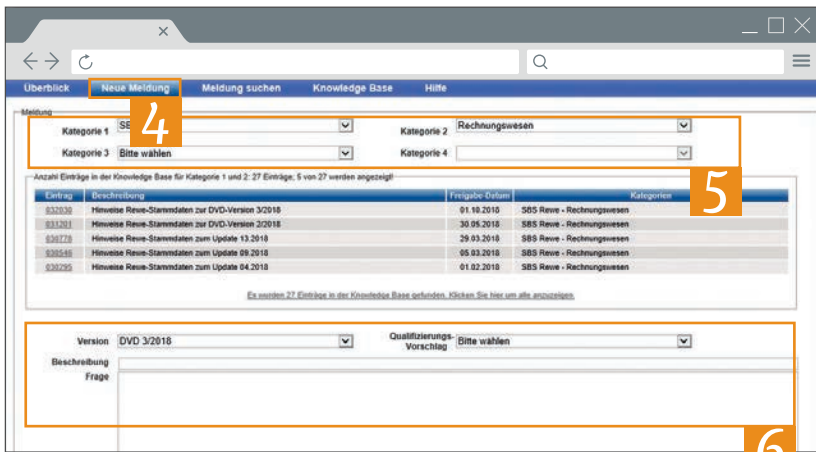 Überblick Neue Meldung Meldung suchen Knowledge Base Hilfe
4
Meldung
Kategorie 1 Kategorie 2 Rechnungswesen
Kategorie 3 Bitte wählen Kategorie 4
5
Anzahl Einträge in der Knowledge Base für Kategorie 1 und 2: 27 Einträge, 5 von 27 werden angezeigt!
Eintrag Beschreibung Freigabe-Datum Kategorien
032030 Hinweise Rewe-Stammdaten zur DVD-Version 3/2018 01.10.2018 SBS Rewe - Rechnungswesen
031201 Hinweise Rewe-Stammdaten zur DVD-Version 2/2018 30.05.2018 SBS Rewe - Rechnungswesen
030770 Hinweise Rewe-Stammdaten zum Update 13.2018 29.03.2018 SBS Rewe - Rechnungswesen
030546 Hinweise Rewe-Stammdaten zum Update 09.2018 05.03.2018 SBS Rewe - Rechnungswesen
030295 Hinweise Rewe-Stammdaten zum Update 04.2018 01.02.2018 SBS Rewe - Rechnungswesen
Es wurden 27 Einträge in der Knowledge Base gefunden. Klicken Sie hier um alle anzuzeigen.
Version DVD 3/2018 Qualifizierungs-Vorschlag Bitte wählen
Beschreibung
Frage
6